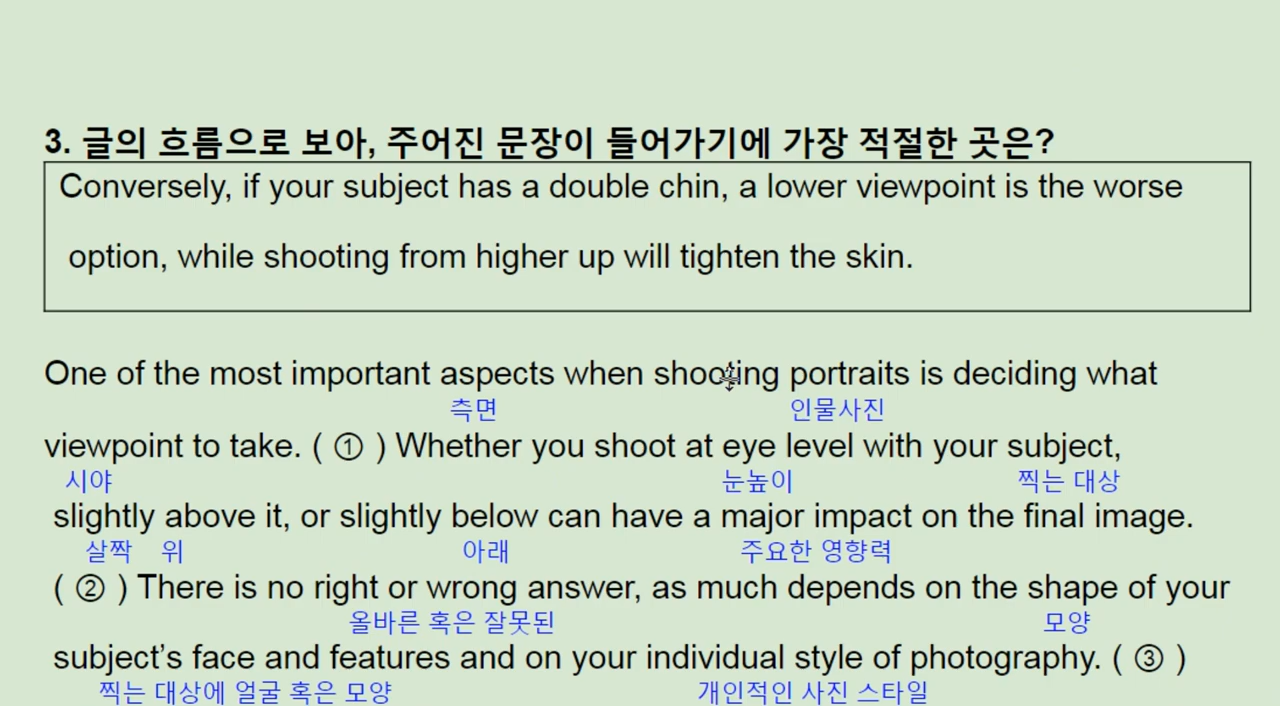 3. 글의 흐름으로 보아, 주어진 문장이 들어가기에 가장 적절한 곳은?
Conversely, if your subject has a double chin, a lower viewpoint is the worse
option, while shooting from higher up will tighten the skin.
One of the most important aspects when shooting portraits is deciding what
측면 인물사진
viewpoint to take. ( ① ) Whether you shoot at eye level with your subject,
시야 눈높이 찍는 대상
slightly above it, or slightly below can have a major impact on the final image.
살짝 위 아래 주요한 영향력
( ② ) There is no right or wrong answer, as much depends on the shape of your
올바른 혹은 잘못된 모양
subject's face and features and on your individual style of photography. ( ③ )
찍는 대상에 얼굴 혹은 모양 개인적인 사진 스타일